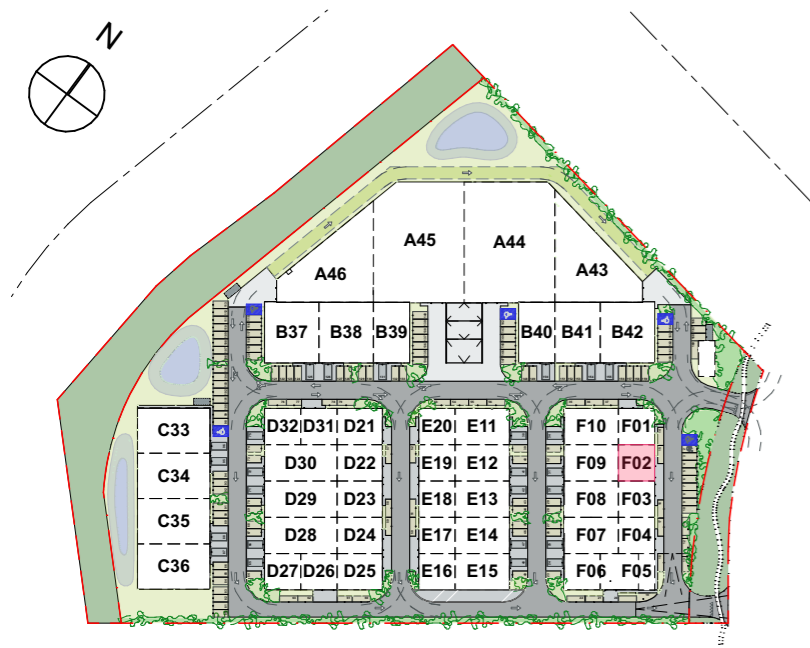 N
A45
A44
A46
A43
B37 B38 B39 B40 B41 B42
D32 D31 D21 E20 E11 F10 F01
C33
D30 D22 E19 E12 F09 F02
C34
D29 D23 E18 E13 F08 F03
C35
D28 D24 E17 E14 F07 F04
C36
D27 D26 D25 E16 E15 F06 F05